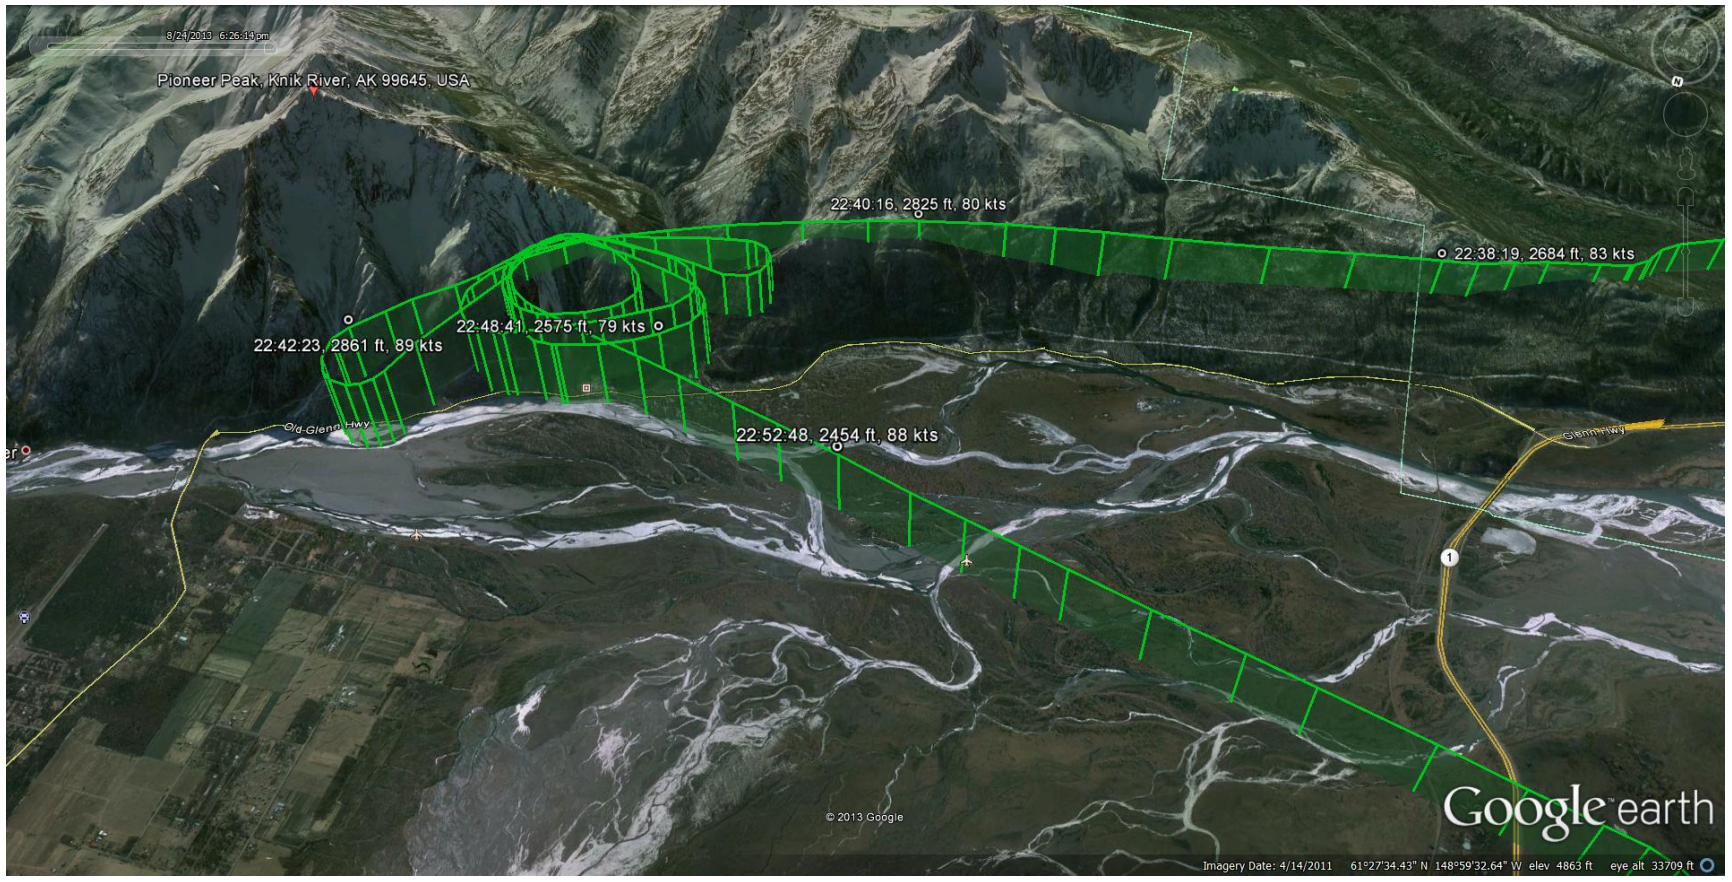 8/24/2013 6:26:14 pm
Pioneer Peak, Knik River, AK 99645, USA
N
22:40:16, 2825 ft, 80 kts
22:38:19, 2684 ft, 83 kts
22:48:41, 2575 ft, 79 kts
22:42:23, 2861 ft, 89 kts
Old Glenn Hwy
Glenn Hwy
22:52:48, 2454 ft, 88 kts
er
1
Google earth
© 2013 Google
Imagery Date: 4/14/2011 61°27'34.43" N 148°59'32.64" W elev 4863 ft eye alt 33709 ft